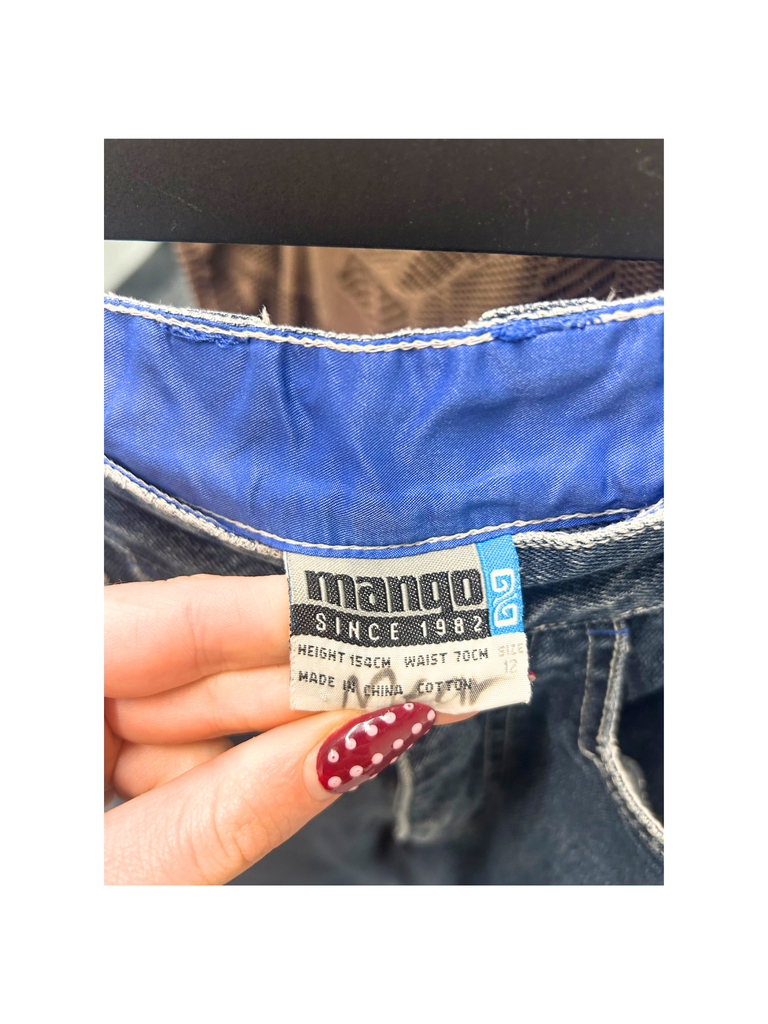 mango
SINCE 1982
HEIGHT 154CM WAIST 70CM SIZE 12
MADE IN CHINA COTTON